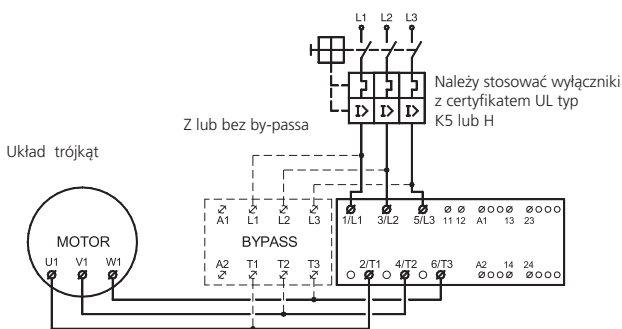 L1 L2 L3
Należy stosować wyłączniki
z certyfikatem UL typ
K5 lub H
I> I> I>
Z lub bez by-passa
Układ trójkąt
A1 L1 L2 L3
1/L1 3/L2 5/L3 11 12 A1 13 23
MOTOR
BYPASS
U1 V1 W1
A2 T1 T2 T3
2/T1 4/T2 6/T3 A2 14 24